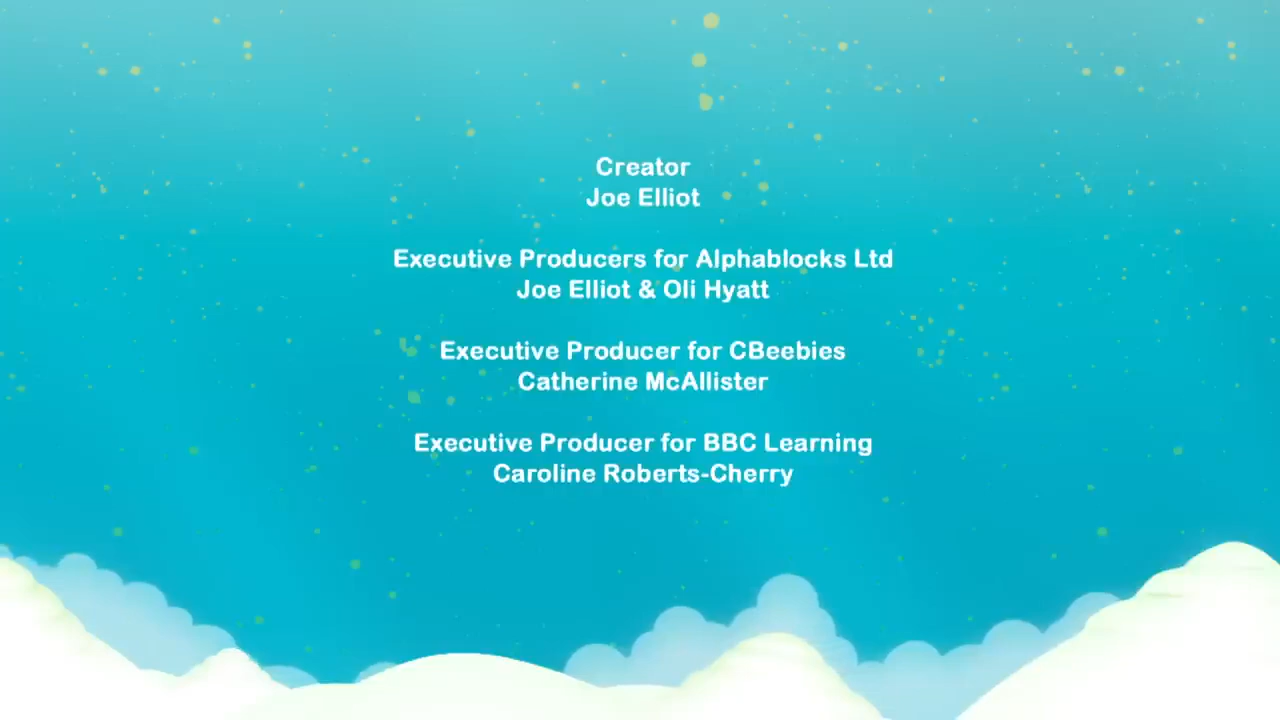 Creator
Joe Elliot
Executive Producers for Alphablocks Ltd
Joe Elliot & Oli Hyatt
Executive Producer for CBeebies
Catherine McAllister
Executive Producer for BBC Learning
Caroline Roberts-Cherry